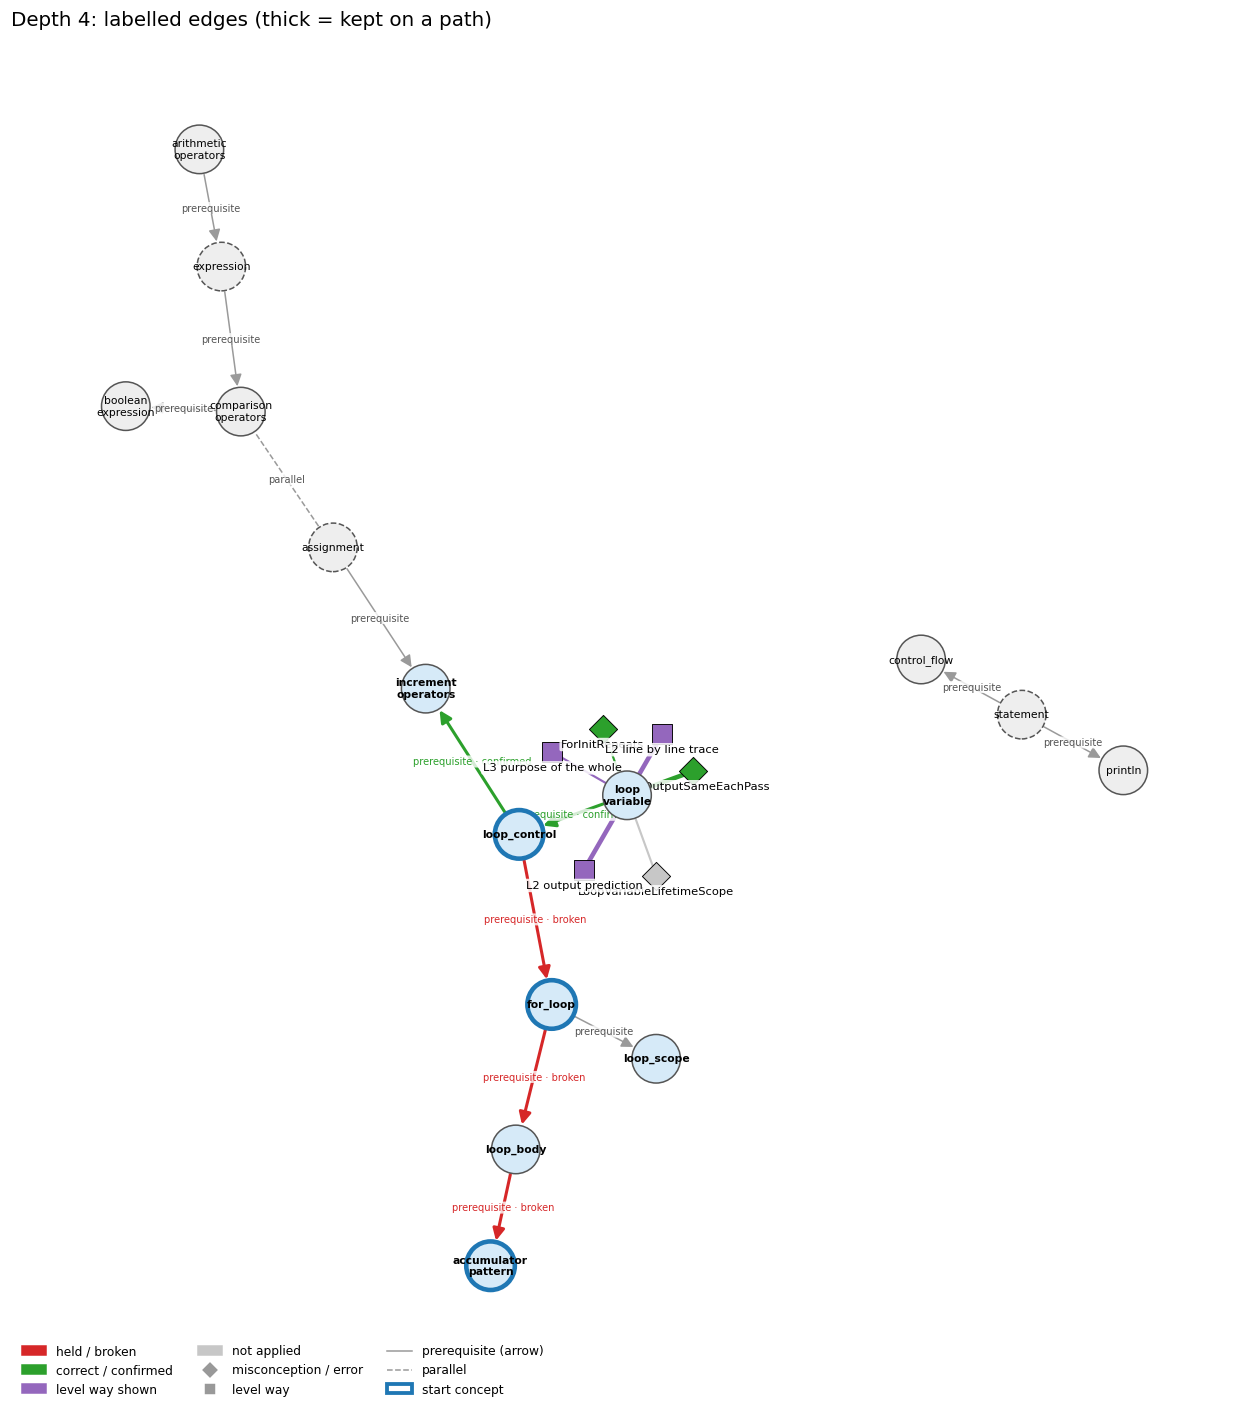 Depth 4: labelled edges (thick = kept on a path)
arithmetic
operators
prerequisite
expression
prerequisite
boolean
expression
prerequisite
comparison
operators
parallel
assignment
prerequisite
control_flow
prerequisite
statement
prerequisite
println
increment
operators
prerequisite · confirmed
L2 line by line trace
L3 purpose of the whole
OutputSameEachPass
loop
variable
loop_control
L2 output prediction
LoopVariableLifetimeScope
prerequisite · broken
for_loop
prerequisite
loop_scope
prerequisite · broken
loop_body
prerequisite · broken
accumulator
pattern
held / broken
correct / confirmed
level way shown
not applied
misconception / error
level way
prerequisite (arrow)
parallel
start concept